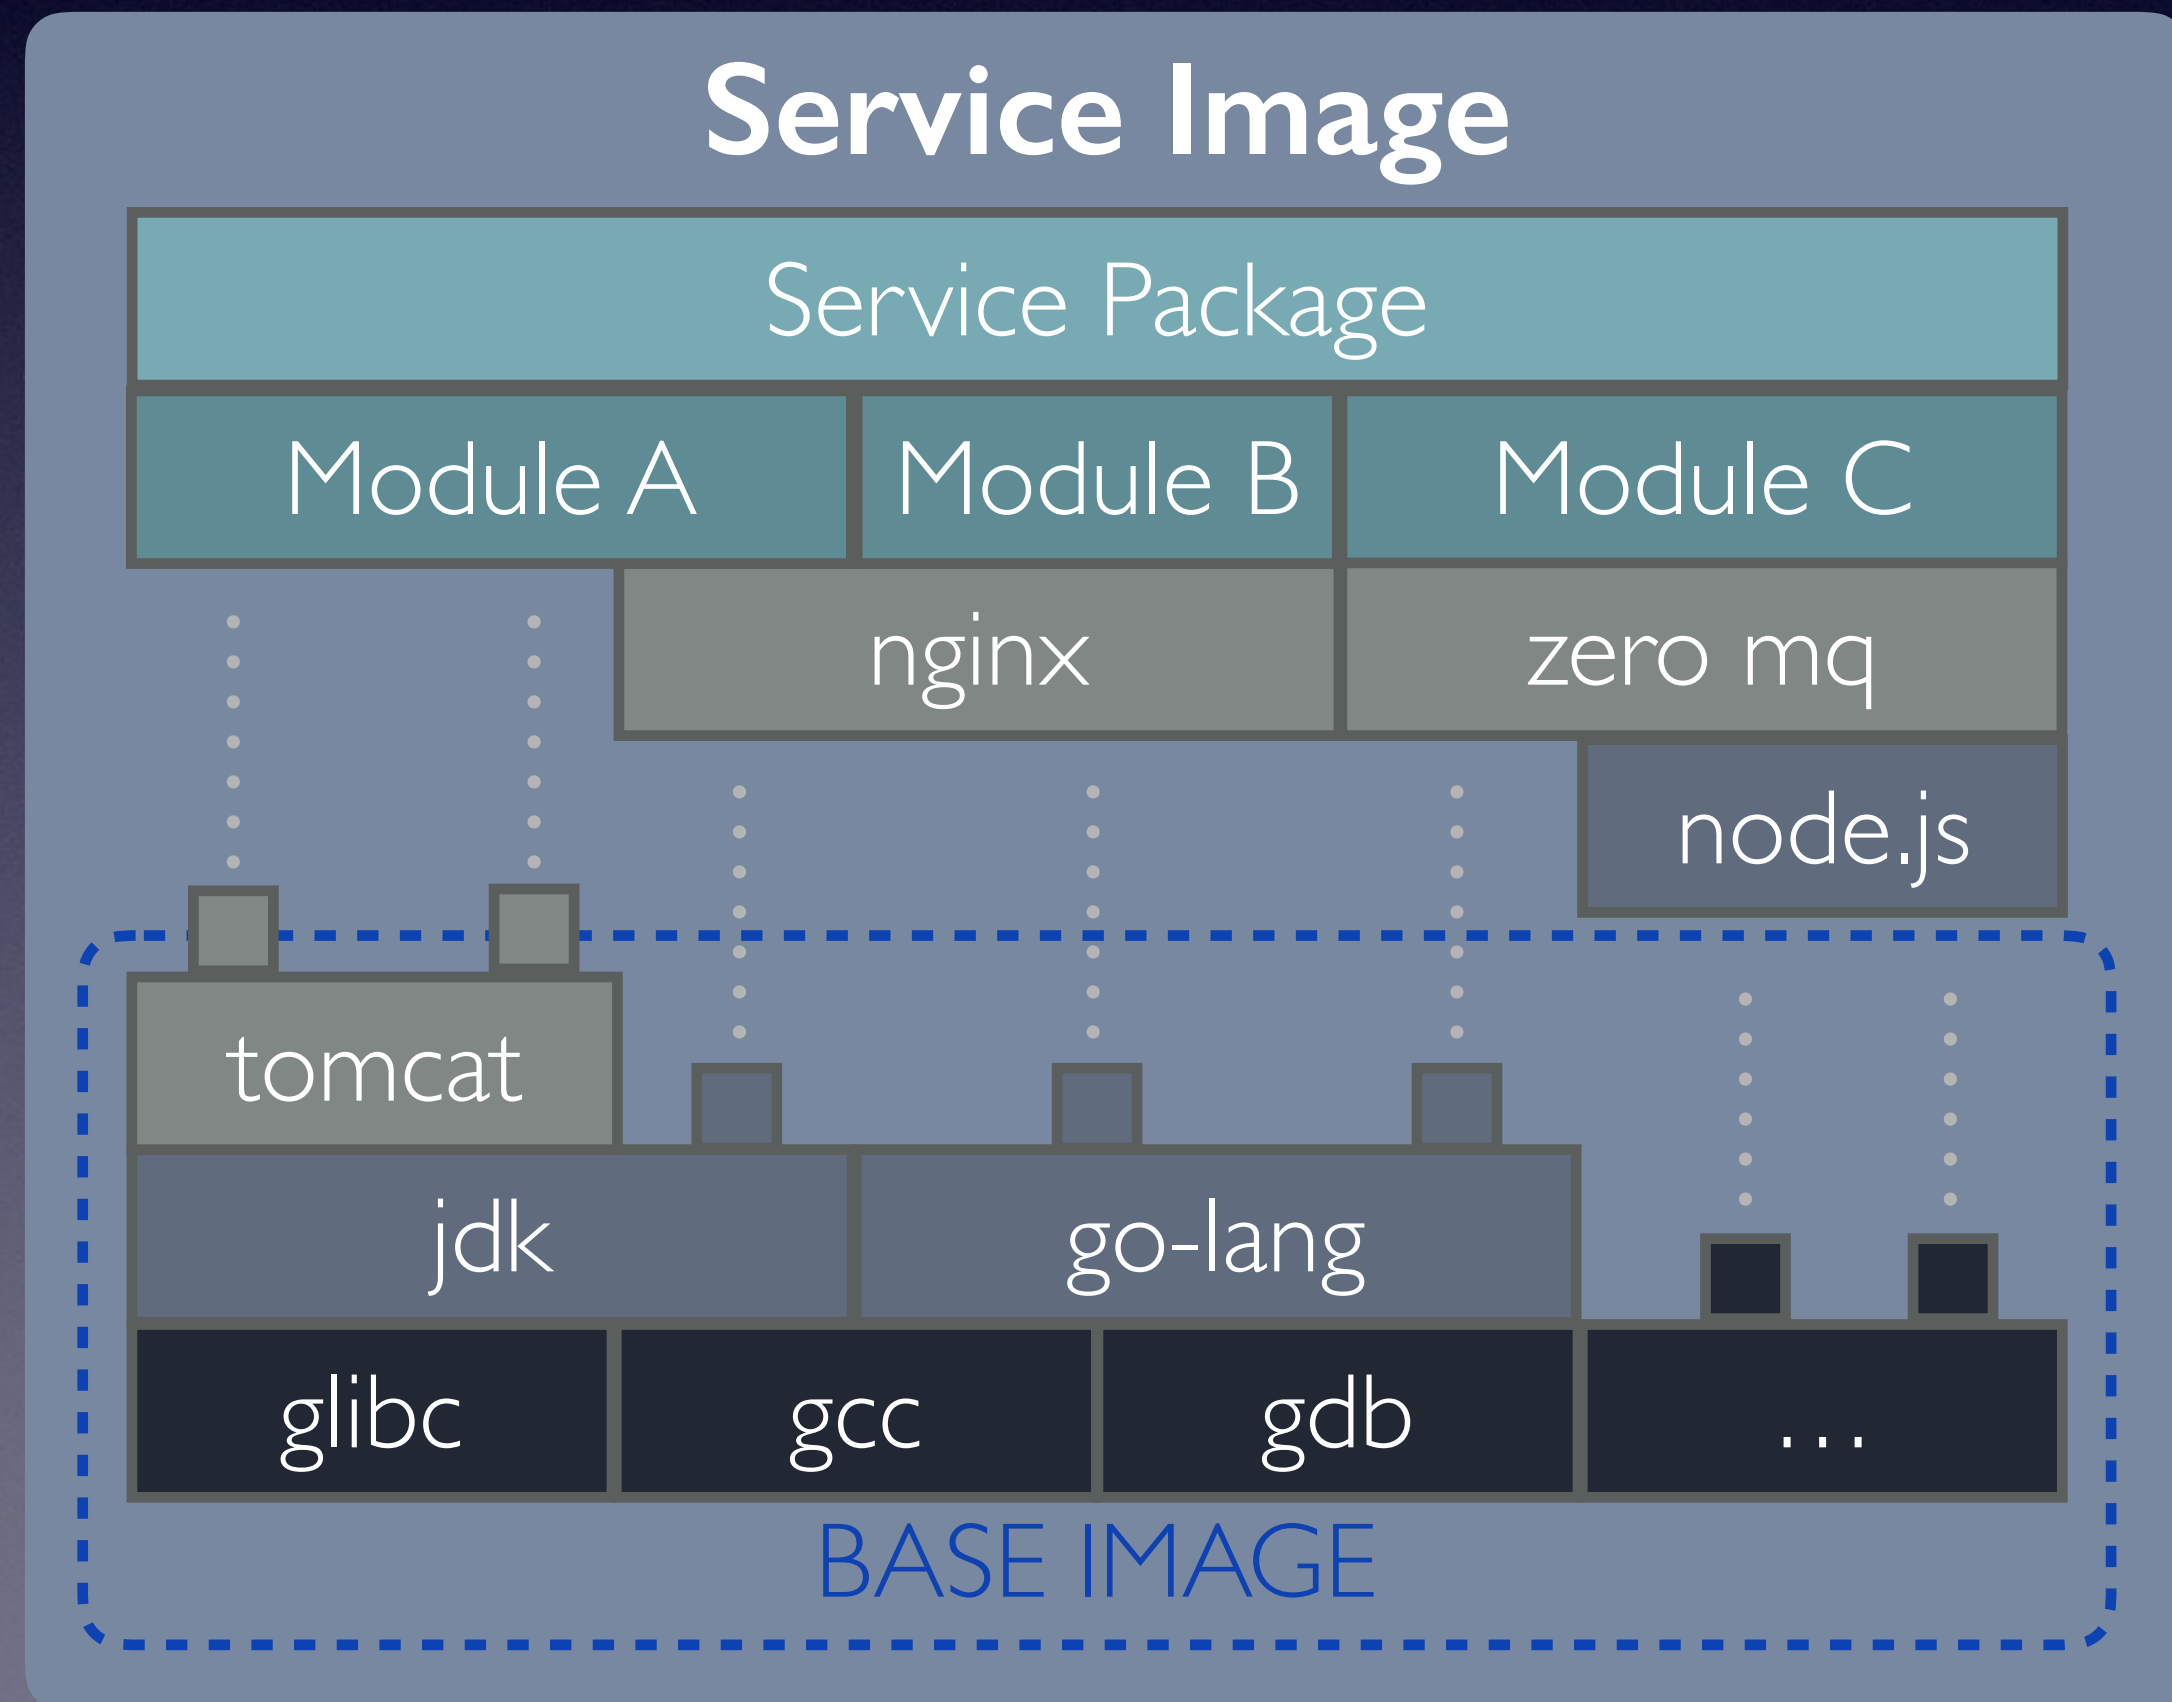 Service Image
Service Package
Module A
Module B
Module C
nginx
zero mq
node.js
tomcat
jdk
go-lang
glibc
gcc
gdb
...
BASE IMAGE